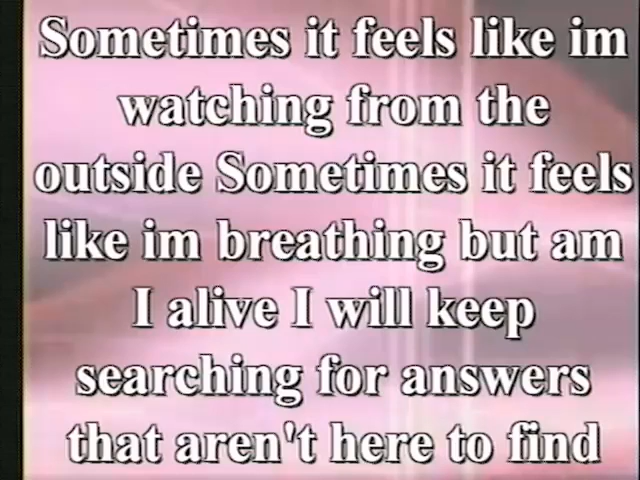 Sometimes it feels like im
watching from the
outside Sometimes it feels
like im breathing but am
I alive I will keep
searching for answers
that aren't here to find